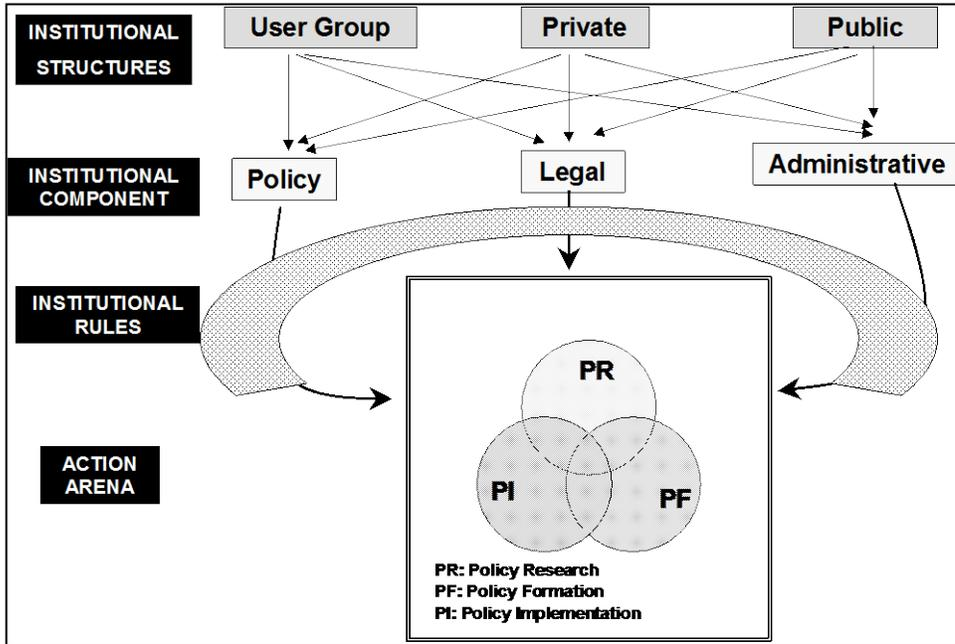 INSTITUTIONAL
STRUCTURES
User Group
Private
Public
INSTITUTIONAL
COMPONENT
Policy
Legal
Administrative
INSTITUTIONAL
RULES
ACTION
ARENA
PR
PI
PF
PR: Policy Research
PF: Policy Formation
PI: Policy Implementation